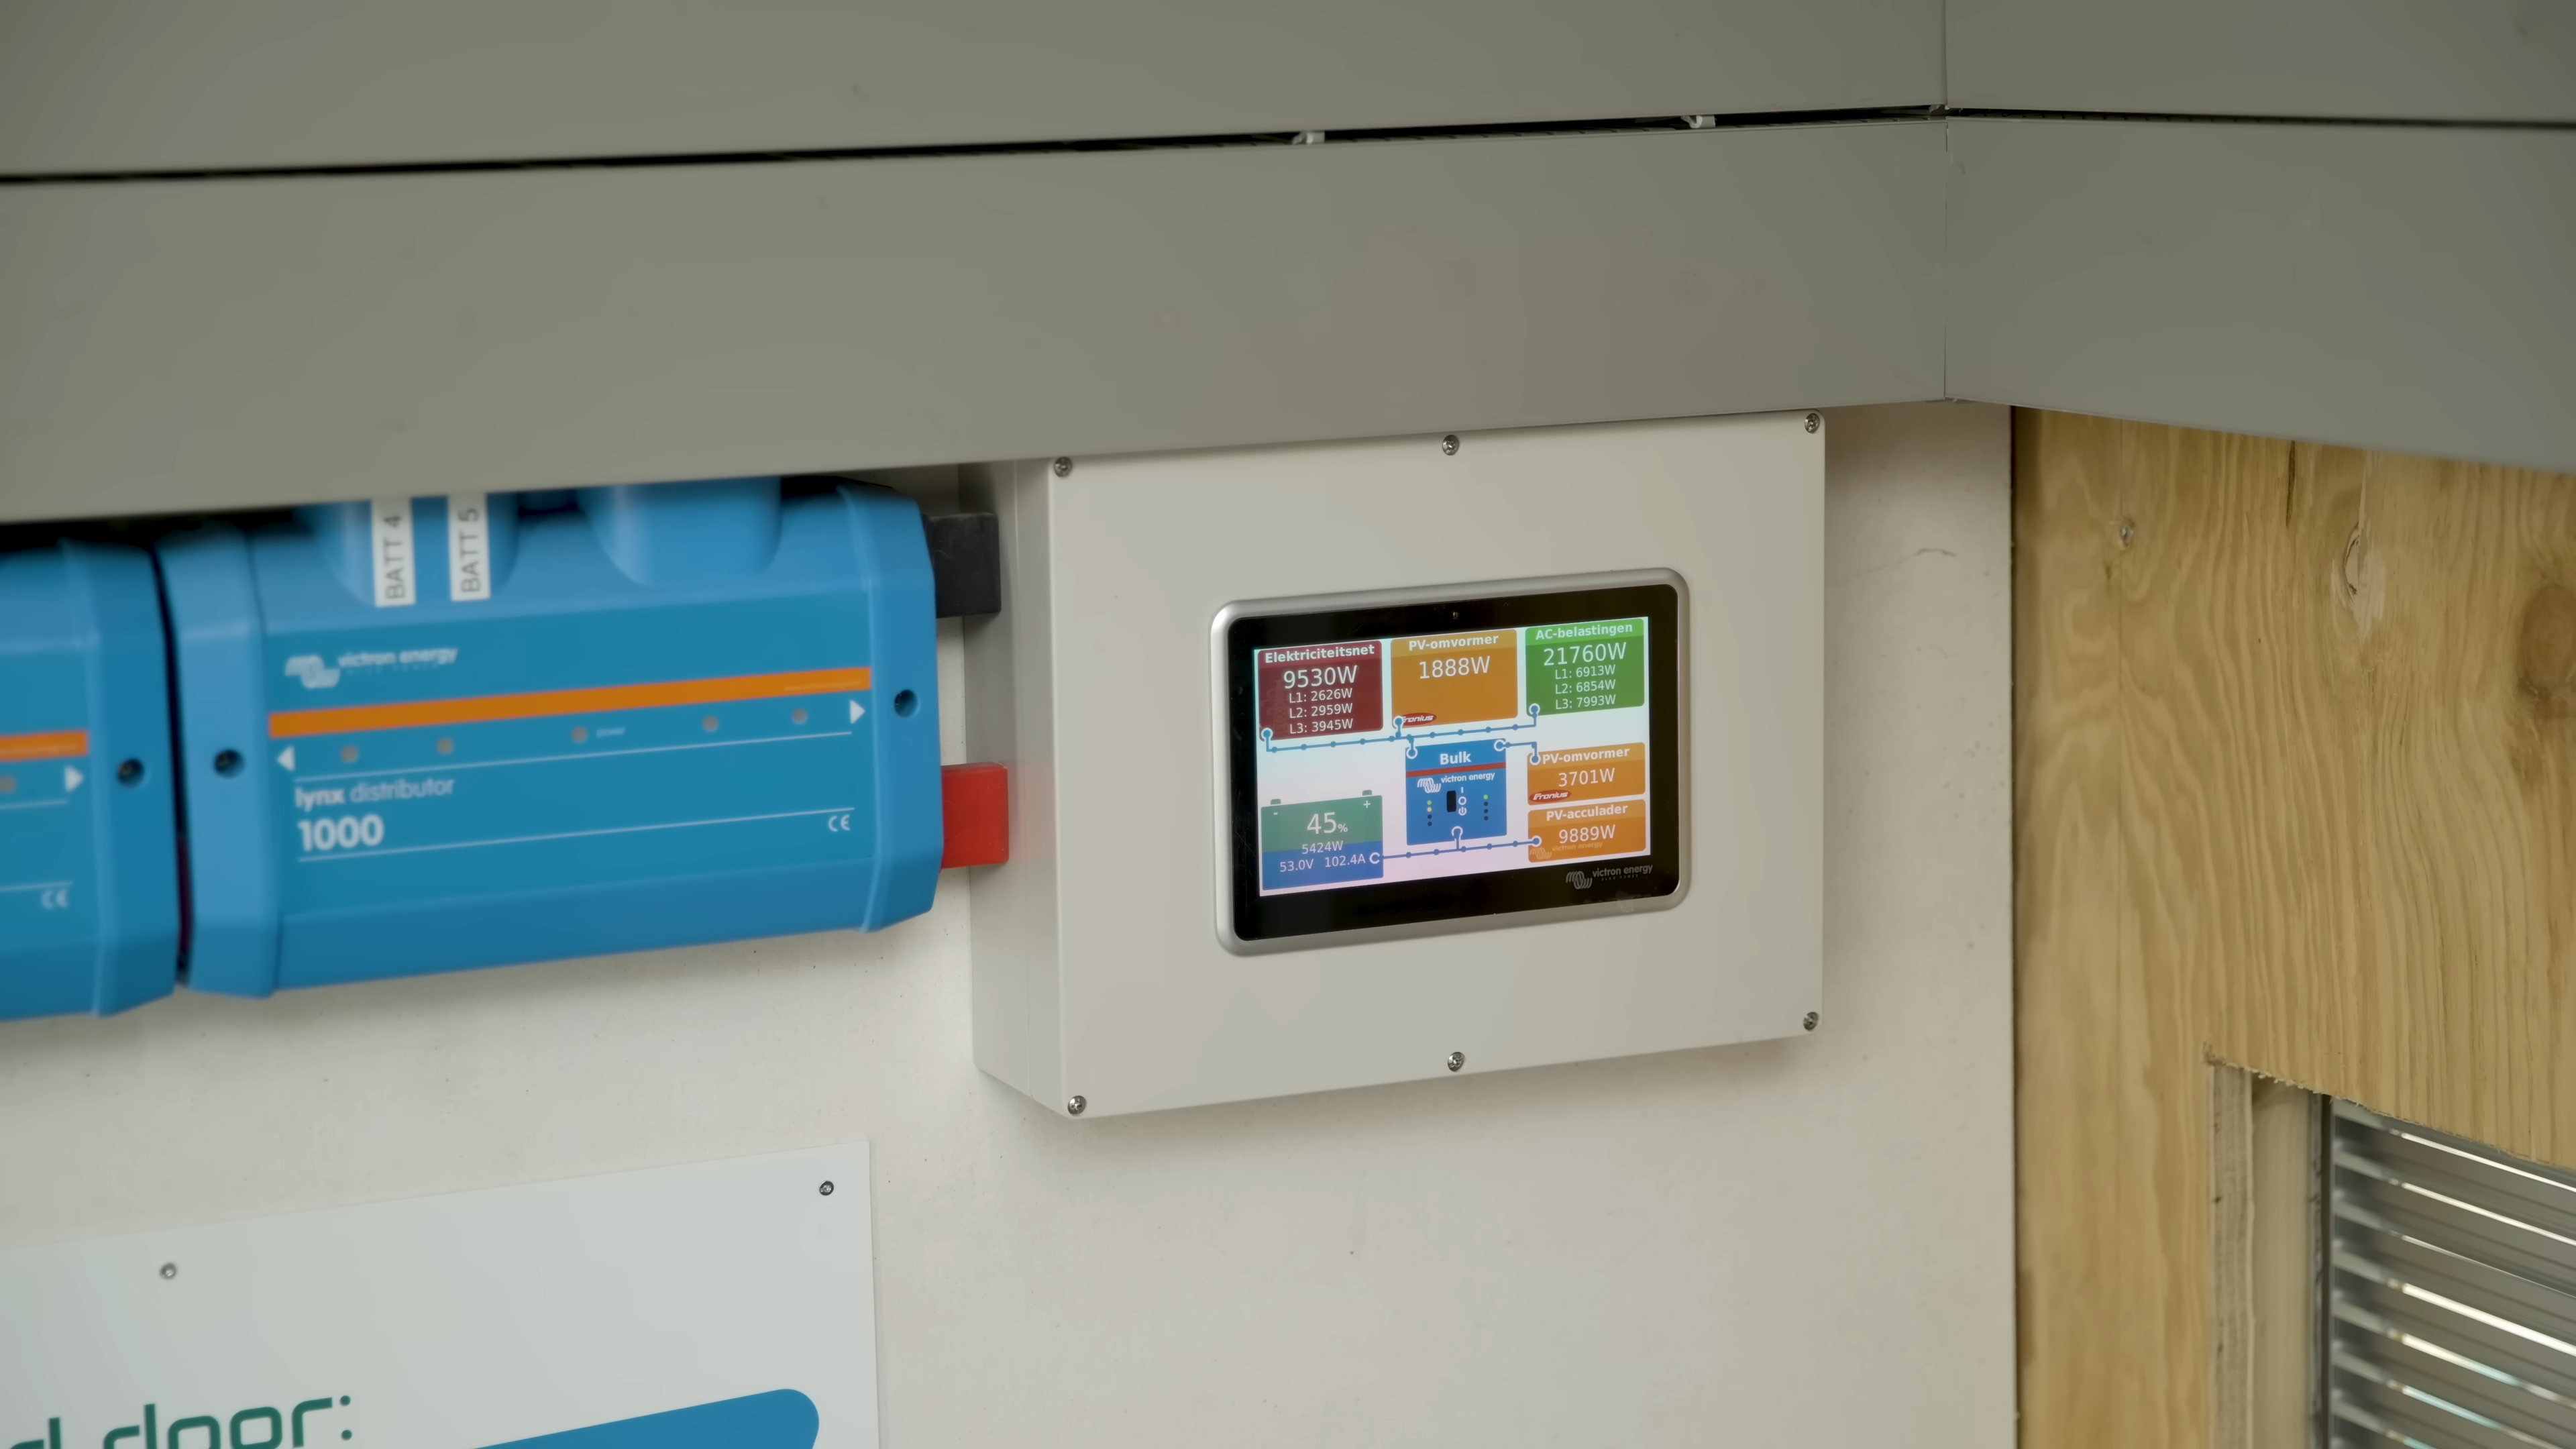 BATT 4
BATT 5
victron energy
power
lynx distributor
1000
CE
CE
Elektriciteitsnet
9530W
L1: 2626W
L2: 2959W
L3: 3945W
PV-omvormer
1888W
Fronius
AC-belastingen
21760W
L1: 6913W
L2: 6854W
L3: 7993W
Bulk
victron energy
PV-omvormer
3701W
Fronius
45%
5424W
53.0V 102.4A
PV-acculader
9889W
victron energy
victron energy
door: